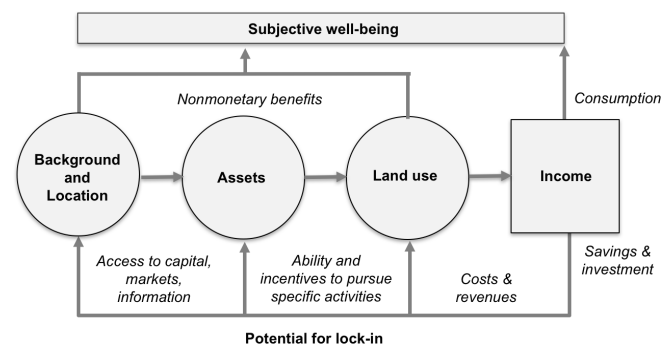 Subjective well-being
Nonmonetary benefits
Consumption
Background
and
Location
Assets
Land use
Income
Access to capital,
markets,
information
Ability and
incentives to pursue
specific activities
Costs &
revenues
Savings &
investment
Potential for lock-in